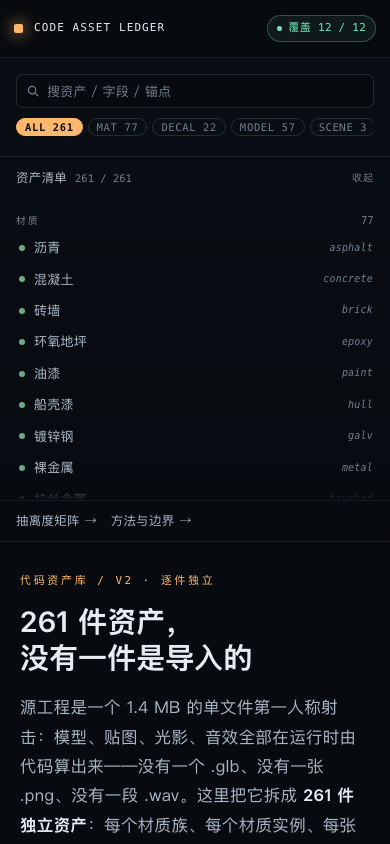 CODE ASSET LEDGER
覆盖 12 / 12
搜资产 / 字段 / 锚点
ALL 261 MAT 77 DECAL 22 MODEL 57 SCENE 3
资产清单 261 / 261 收起
材质 77
沥青 asphalt
混凝土 concrete
砖墙 brick
环氧地坪 epoxy
油漆 paint
船壳漆 hull
镀锌钢 galv
裸金属 metal
抽离度矩阵 → 方法与边界 →
代码资产库 / V2 · 逐件独立
261 件资产，
没有一件是导入的
源工程是一个 1.4 MB 的单文件第一人称射
击：模型、贴图、光影、音效全部在运行时由
代码算出来——没有一个 .glb、没有一张
.png、没有一段 .wav。这里把它拆成 261 件
独立资产：每个材质族、每个材质实例、每张